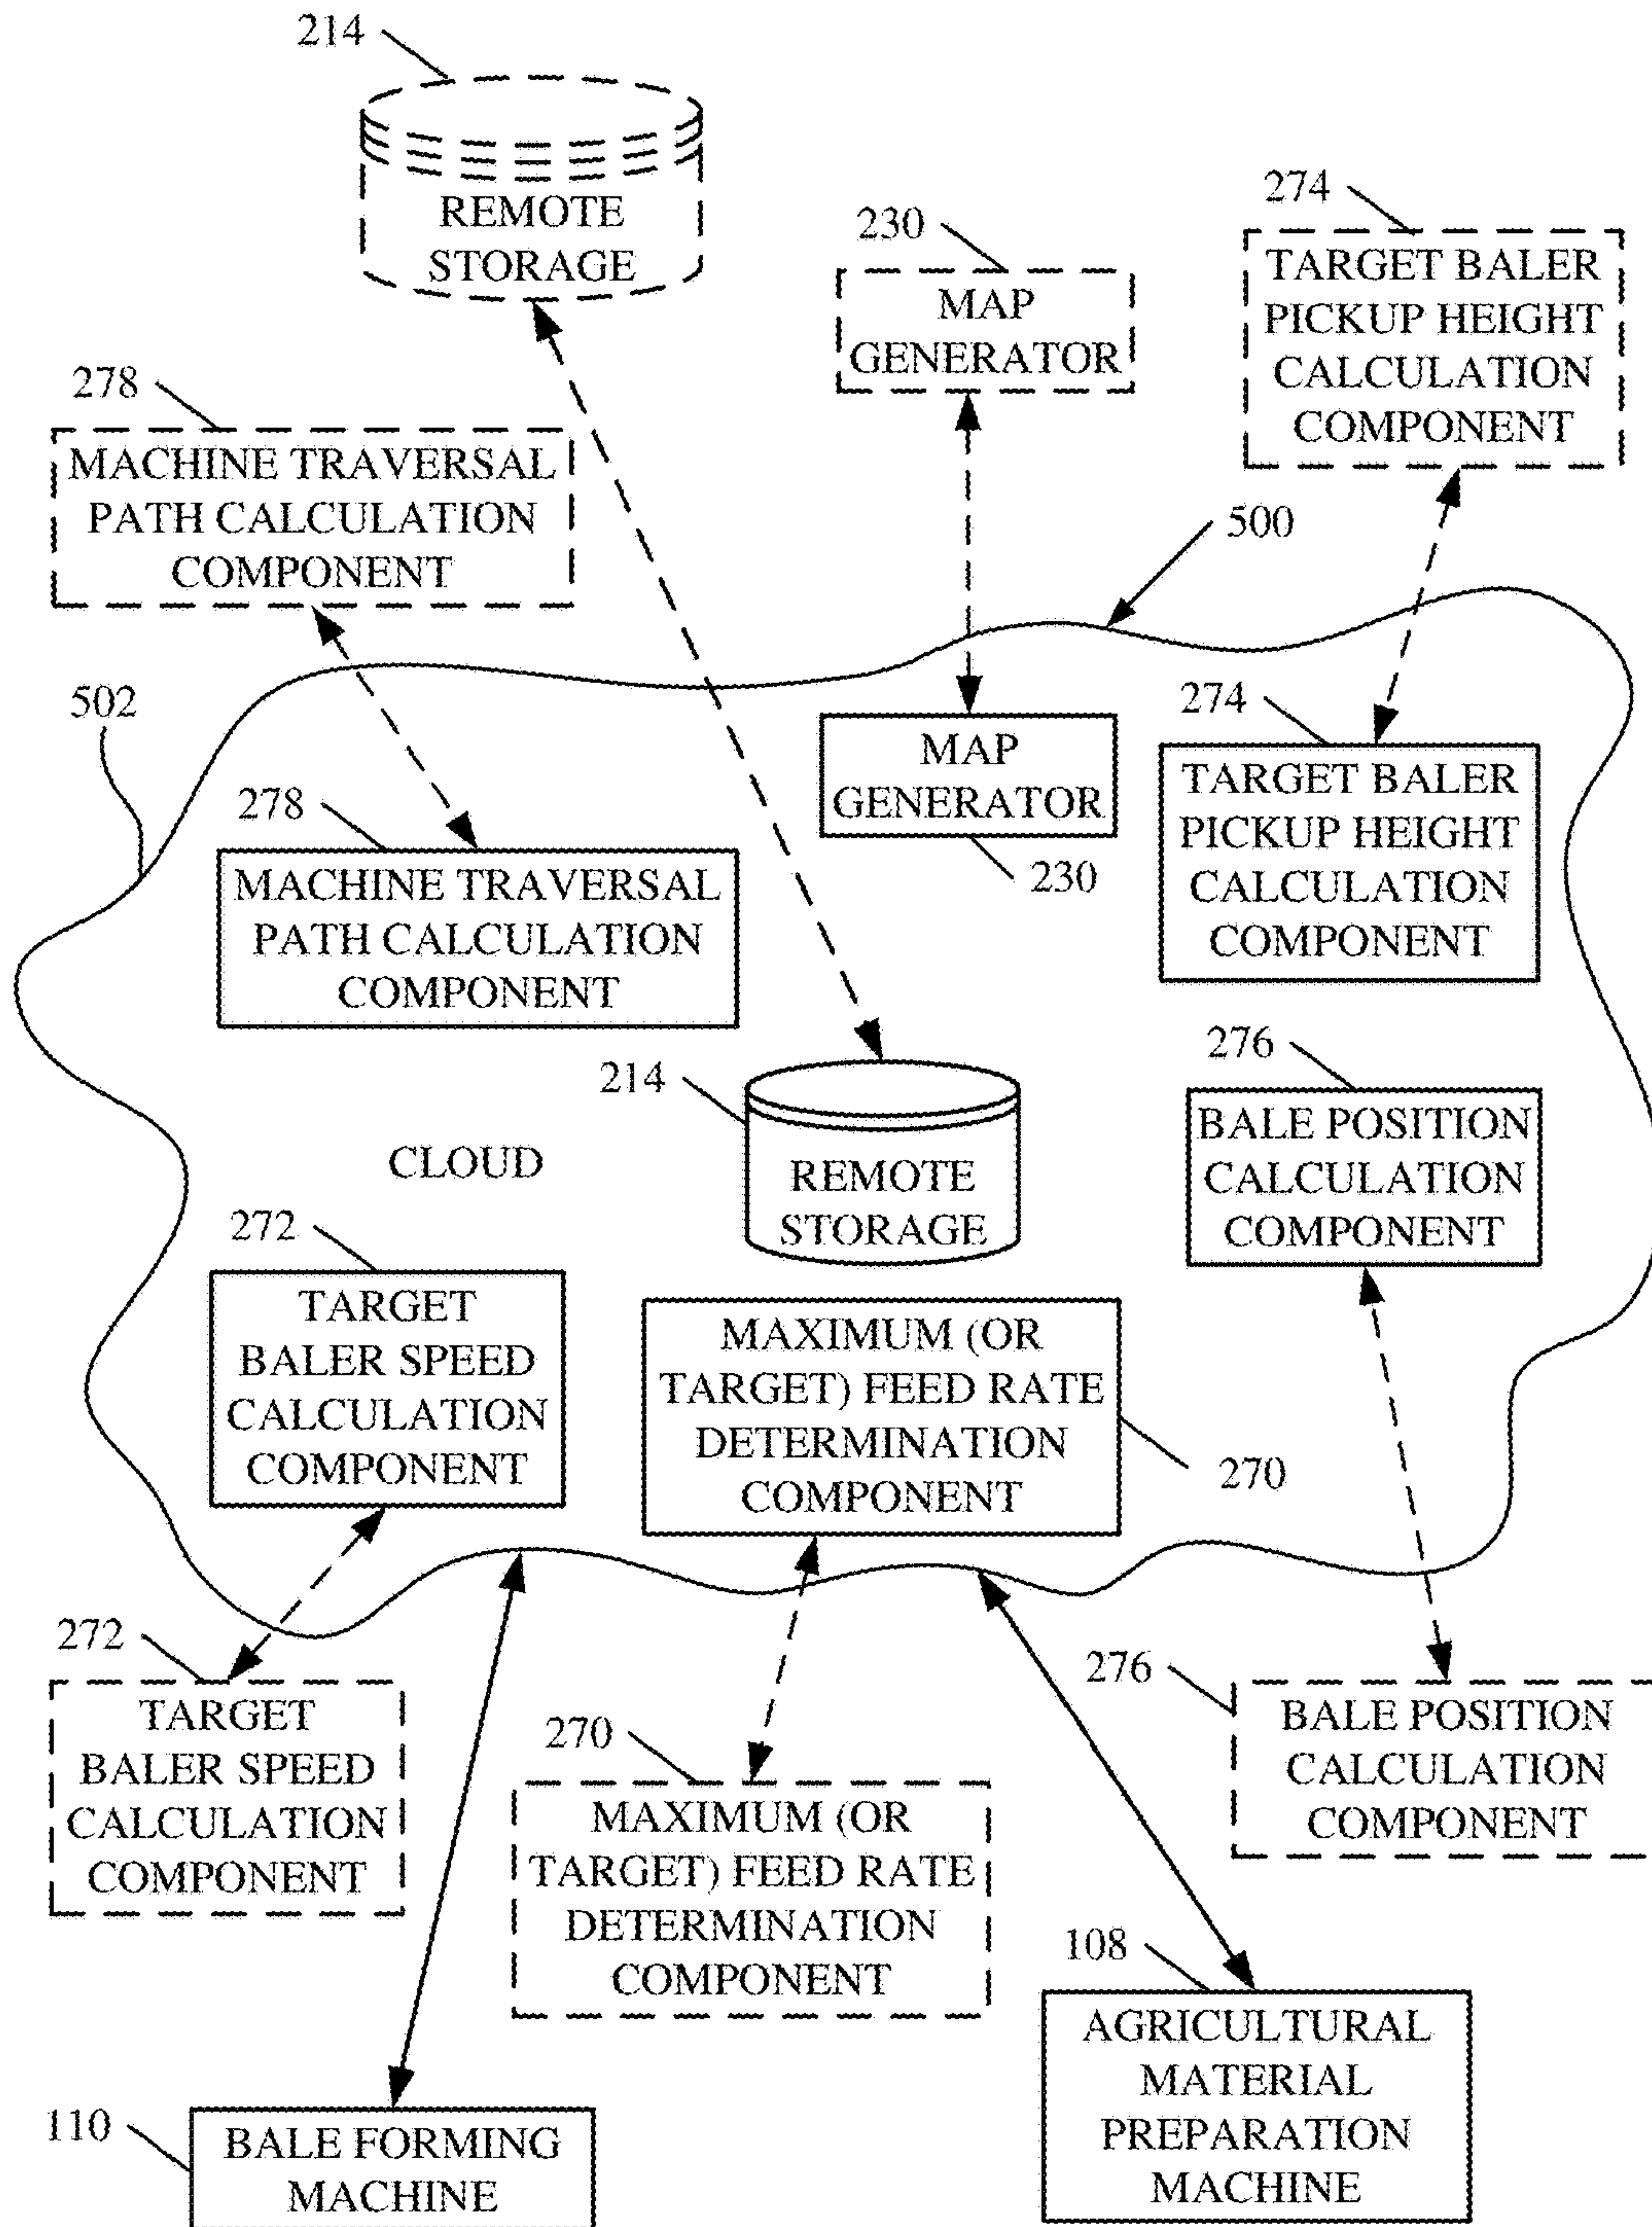 214
REMOTE
STORAGE
230
MAP
GENERATOR
274
TARGET BALER
PICKUP HEIGHT
CALCULATION
COMPONENT
278
MACHINE TRAVERSAL
PATH CALCULATION
COMPONENT
500
502
278
MACHINE TRAVERSAL
PATH CALCULATION
COMPONENT
MAP
GENERATOR
230
274
TARGET BALER
PICKUP HEIGHT
CALCULATION
COMPONENT
CLOUD
214
REMOTE
STORAGE
276
BALE POSITION
CALCULATION
COMPONENT
272
TARGET
BALER SPEED
CALCULATION
COMPONENT
MAXIMUM (OR
TARGET) FEED RATE
DETERMINATION
COMPONENT
270
272
TARGET
BALER SPEED
CALCULATION
COMPONENT
270
MAXIMUM (OR
TARGET) FEED RATE
DETERMINATION
COMPONENT
276
BALE POSITION
CALCULATION
COMPONENT
110
BALE FORMING
MACHINE
108
AGRICULTURAL
MATERIAL
PREPARATION
MACHINE